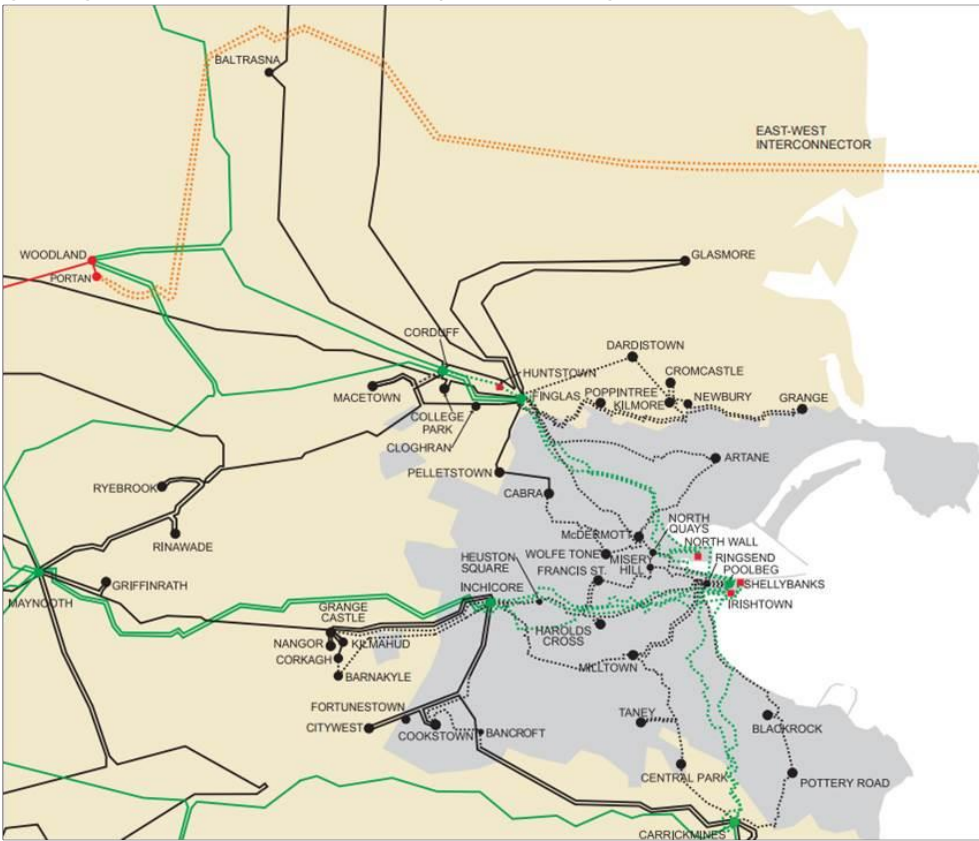 BALTRASNA
EAST-WEST
INTERCONNECTOR
WOODLAND
PORTAN
GLASMORE
CORDUFF
DARDISTOWN
HUNTSTOWN
CROMCASTLE
MACETOWN
FINGLAS
POPPINTREE
KILMORE
NEWBURY
GRANGE
COLLEGE
PARK
CLOGHRAN
PELLETSTOWN
ARTANE
RYEBROOK
CABRA
NORTH
QUAYS
McDERMOTT
RINAWADE
NORTH WALL
WOLFE TONE
MISERY
HILL
RINGSEND
HEUSTON
SQUARE
FRANCIS ST.
POOLBEG
SHELLYBANKS
GRIFFINRATH
INCHICORE
IRISHTOWN
MAYNOOTH
GRANGE
CASTLE
HAROLDS
CROSS
NANGOR
KILMAHUD
CORKAGH
MILLTOWN
BARNAKYLE
FORTUNESTOWN
TANEY
CITYWEST
COOKSTOWN
BANCROFT
BLACKROCK
CENTRAL PARK
POTTERY ROAD
CARRICKMINES